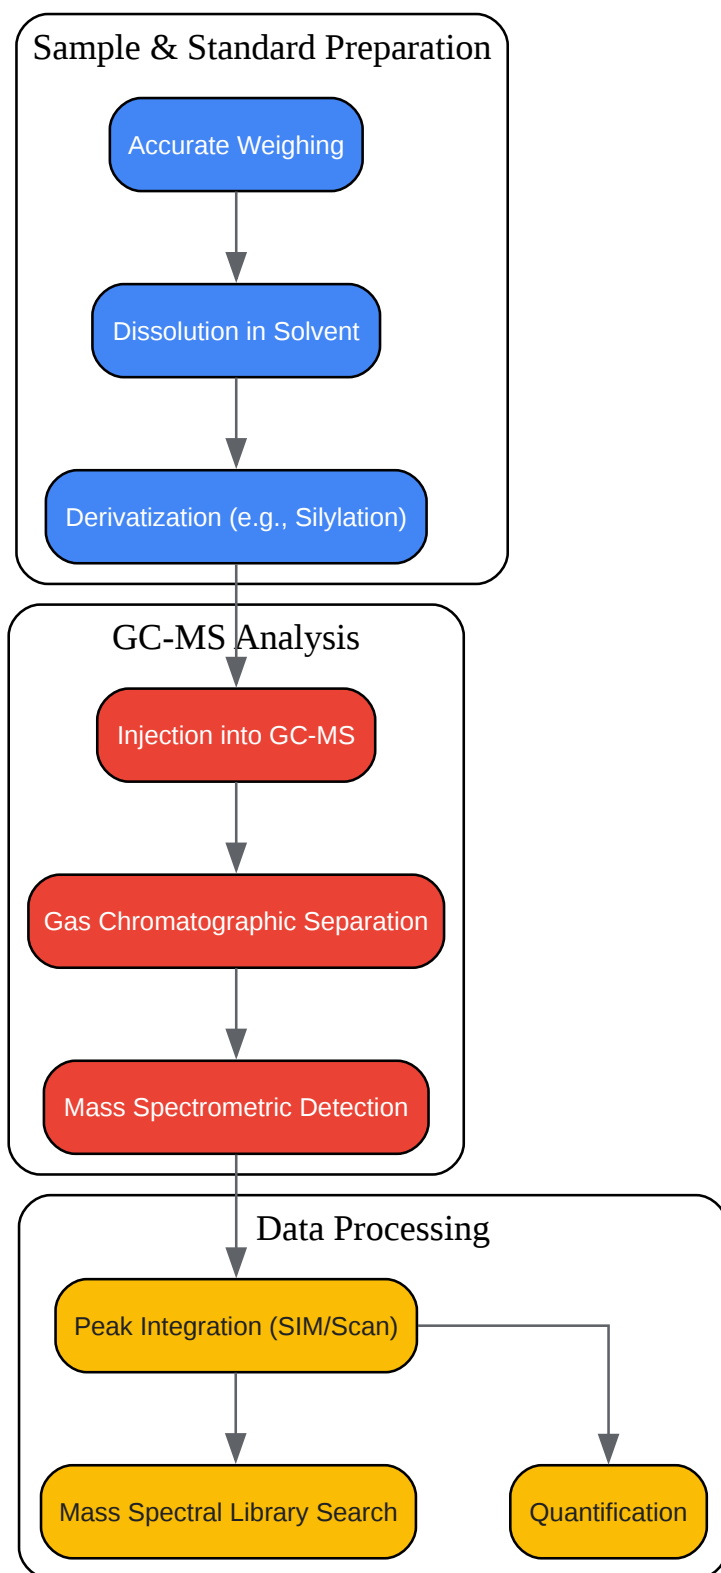 Sample & Standard Preparation
Accurate Weighing
Dissolution in Solvent
Derivatization (e.g., Silylation)
GC-MS Analysis
Injection into GC-MS
Gas Chromatographic Separation
Mass Spectrometric Detection
Data Processing
Peak Integration (SIM/Scan)
Mass Spectral Library Search
Quantification